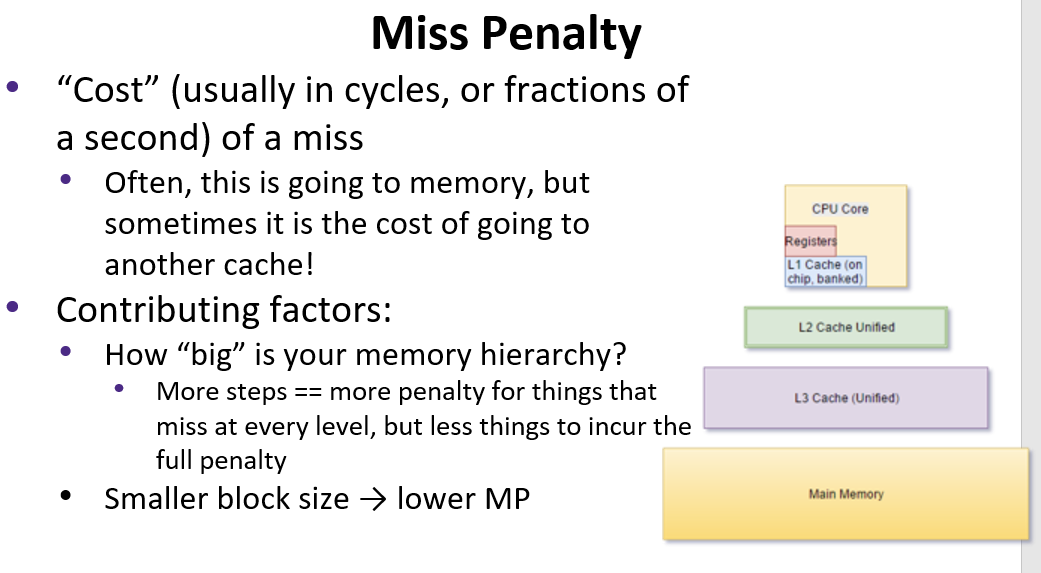 Miss Penalty
• “Cost” (usually in cycles, or fractions of
a second) of a miss
• Often, this is going to memory, but
sometimes it is the cost of going to
another cache!
• Contributing factors:
• How “big” is your memory hierarchy?
• More steps == more penalty for things that
miss at every level, but less things to incur the
full penalty
• Smaller block size → lower MP
CPU Core
Registers
L1 Cache (on
chip, banked)
L2 Cache Unified
L3 Cache (Unified)
Main Memory